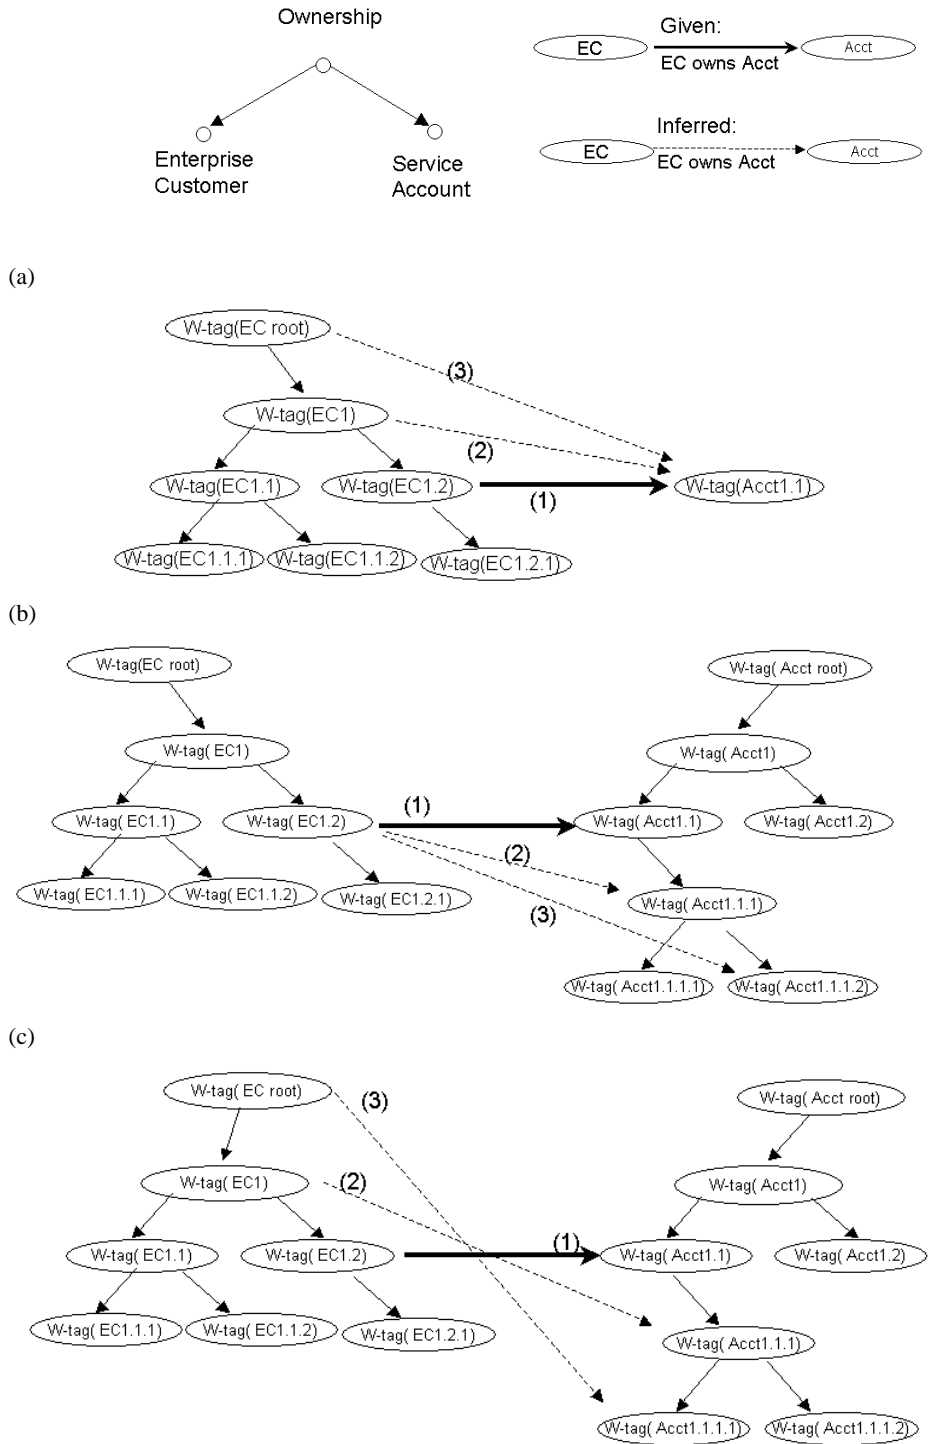 Ownership
Enterprise
Customer
Service
Account
Given:
EC
EC owns Acct
Acct
Inferred:
EC
EC owns Acct
Acct
(a)
W-tag(EC root)
(3)
W-tag(EC1)
(2)
W-tag(EC1.1)
W-tag(EC1.2)
(1)
W-tag(Acct1.1)
W-tag(EC1.1.1)
W-tag(EC1.1.2)
W-tag(EC1.2.1)
(b)
W-tag(EC root)
W-tag( Acct root)
W-tag( EC1)
W-tag( Acct1)
(1)
W-tag( EC1.1)
W-tag( EC1.2)
W-tag( Acct1.1)
W-tag( Acct1.2)
(2)
W-tag( EC1.1.1)
W-tag( EC1.1.2)
W-tag( EC1.2.1)
W-tag( Acct1.1.1)
(3)
W-tag( Acct1.1.1.1)
W-tag( Acct1.1.1.2)
(c)
W-tag( EC root)
(3)
W-tag( Acct root)
W-tag( EC1)
(2)
W-tag( Acct1)
W-tag( EC1.1)
W-tag( EC1.2)
(1)
W-tag( Acct1.1)
W-tag( Acct1.2)
W-tag( EC1.1.1)
W-tag( EC1.1.2)
W-tag( EC1.2.1)
W-tag( Acct1.1.1)
W-tag( Acct1.1.1.1)
W-tag( Acct1.1.1.2)